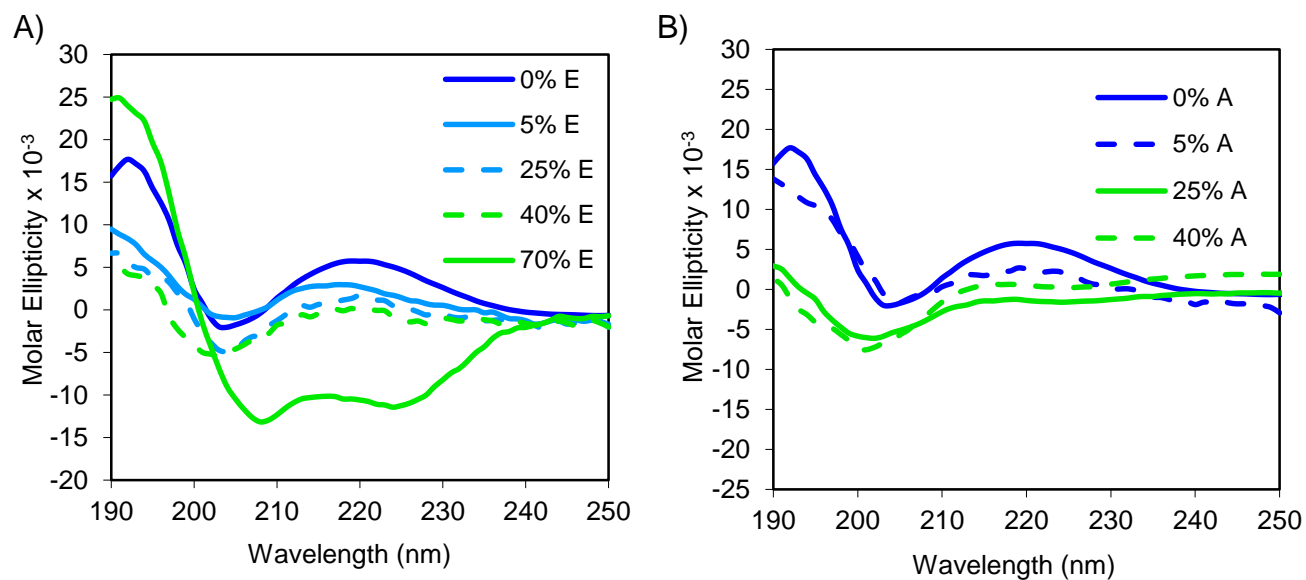 A)
30
25
20
15
10
5
0
-5
-10
-15
-20
190 200 210 220 230 240 250
Molar Ellipticity x 10-3
Wavelength (nm)
0% E
5% E
25% E
40% E
70% E
B)
30
25
20
15
10
5
0
-5
-10
-15
-20
-25
190 200 210 220 230 240 250
Molar Ellipticity x 10-3
Wavelength (nm)
0% A
5% A
25% A
40% A